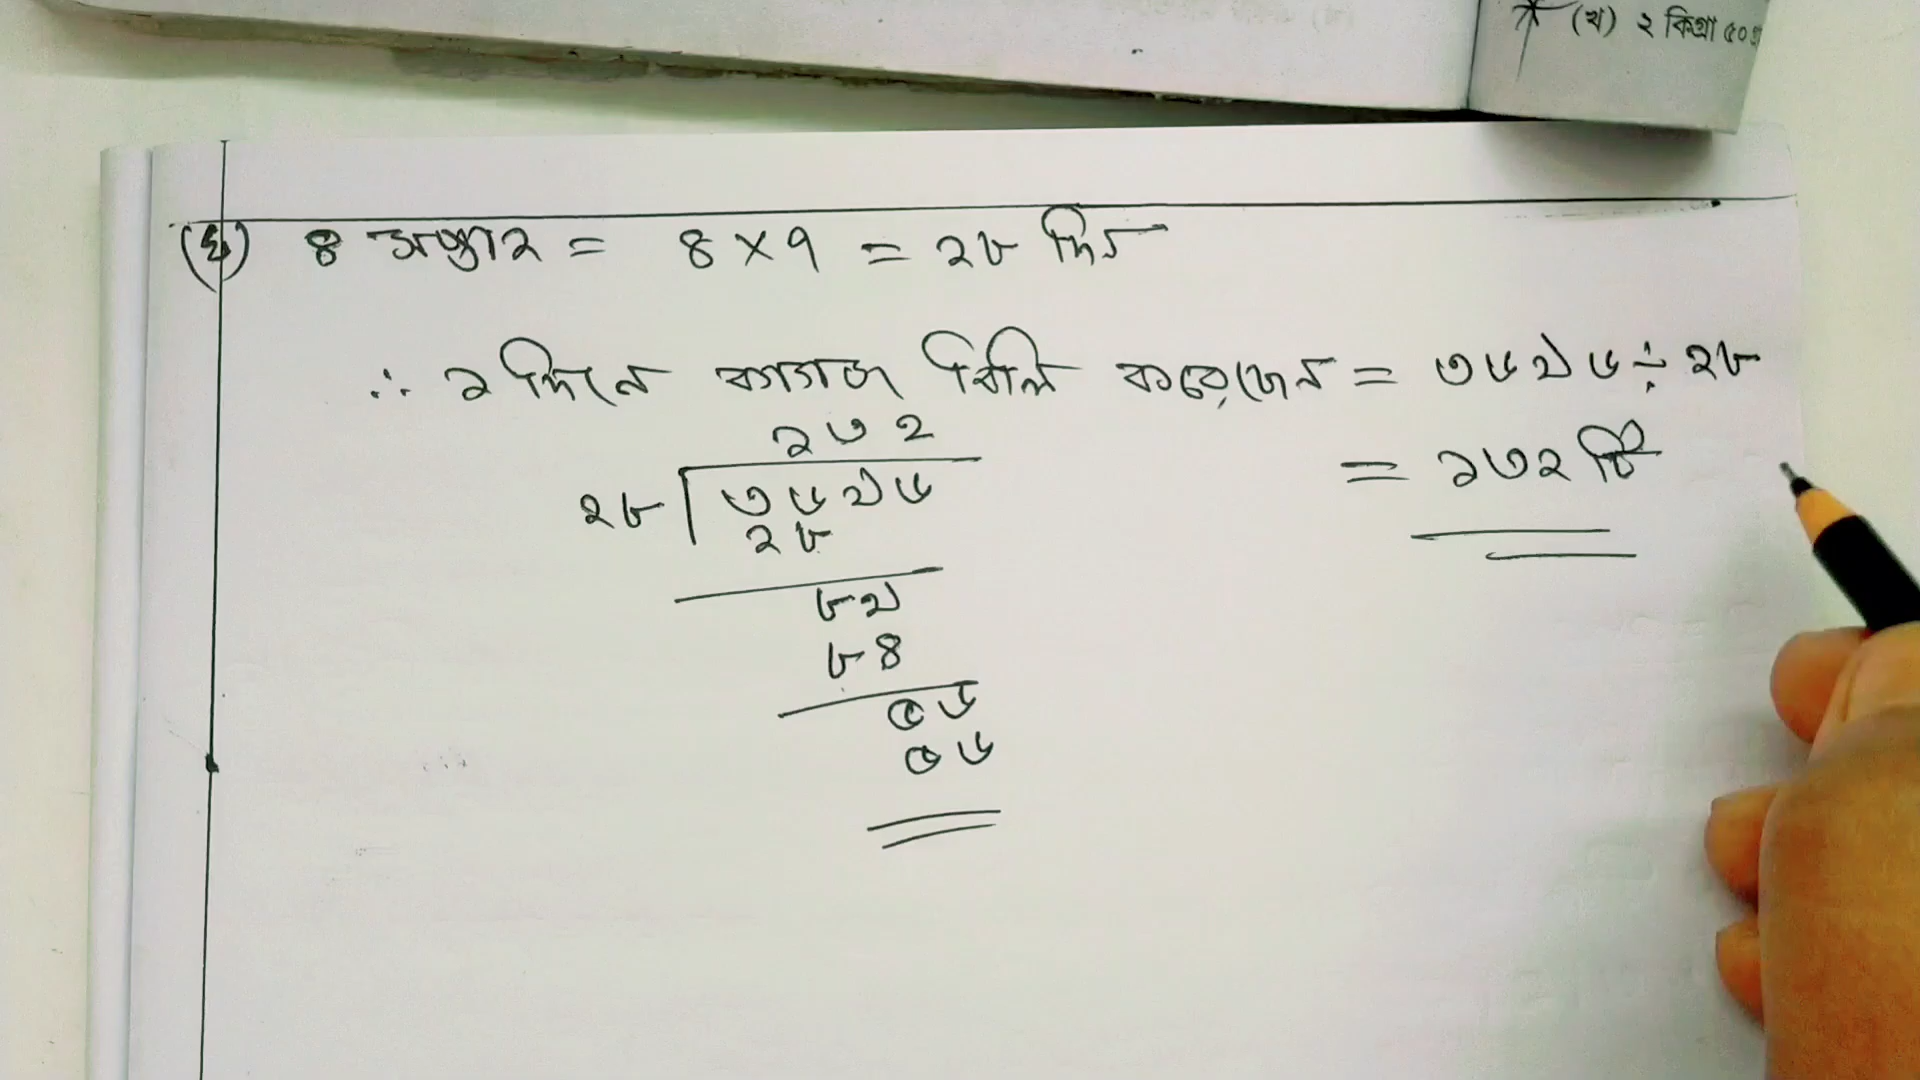 (খ) ২ কিগ্রা ৫০
(ঘ) ৪ সপ্তাহ = ৪ × ৭ = ২৮ দিন
∴ ১ দিনে কাগজ বিলি করেছেন = ৩৬৯৬ ÷ ২৮
= ১৩২ টি
১৩২
২৮ ৩৬৯৬
২৮
৮৯
৮৪
৫৬
৫৬